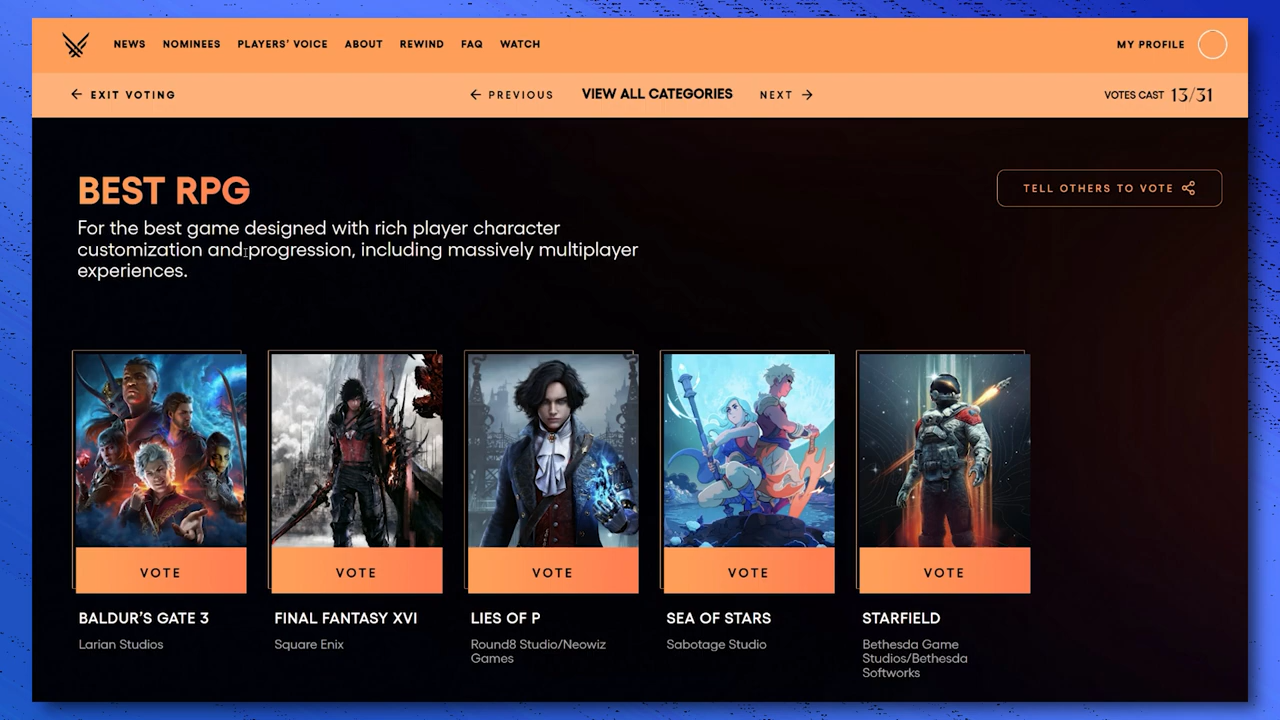 NEWS NOMINEES PLAYERS' VOICE ABOUT REWIND FAQ WATCH MY PROFILE
EXIT VOTING PREVIOUS VIEW ALL CATEGORIES NEXT VOTES CAST 13/31
BEST RPG
TELL OTHERS TO VOTE
For the best game designed with rich player character
customization and progression, including massively multiplayer
experiences.
VOTE VOTE VOTE VOTE VOTE
BALDUR'S GATE 3
Larian Studios
FINAL FANTASY XVI
Square Enix
LIES OF P
Round8 Studio/Neowiz
Games
SEA OF STARS
Sabotage Studio
STARFIELD
Bethesda Game
Studios/Bethesda
Softworks